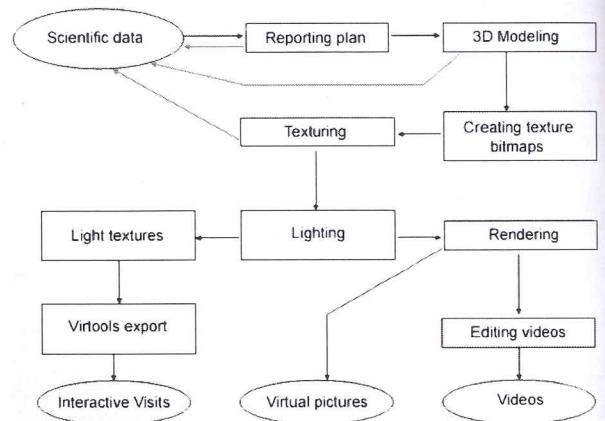 Scientific data
Reporting plan
3D Modeling
Texturing
Creating texture
bitmaps
Light textures
Lighting
Rendering
Virtools export
Editing videos
Interactive Visits
Virtual pictures
Videos